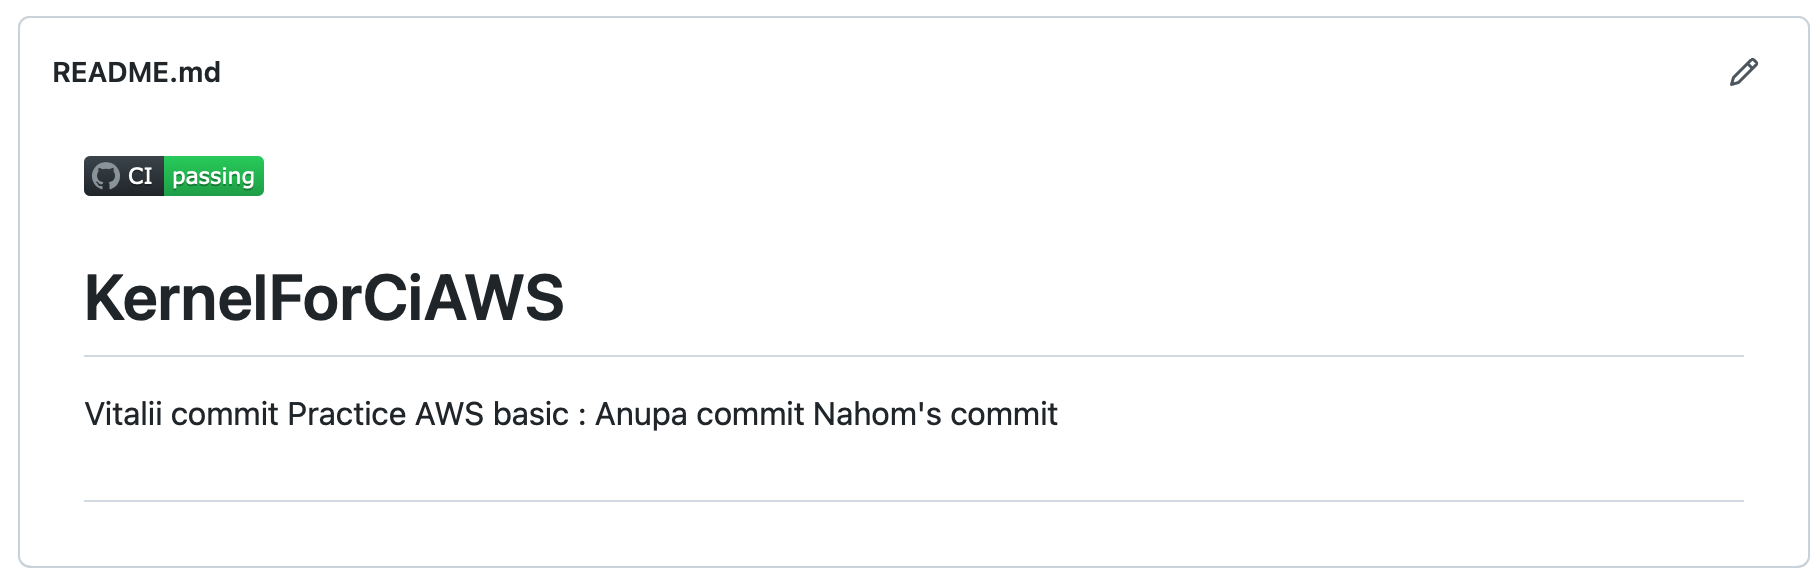 README.md
CI passing
KernelForCiAWS
Vitalii commit Practice AWS basic : Anupa commit Nahom's commit